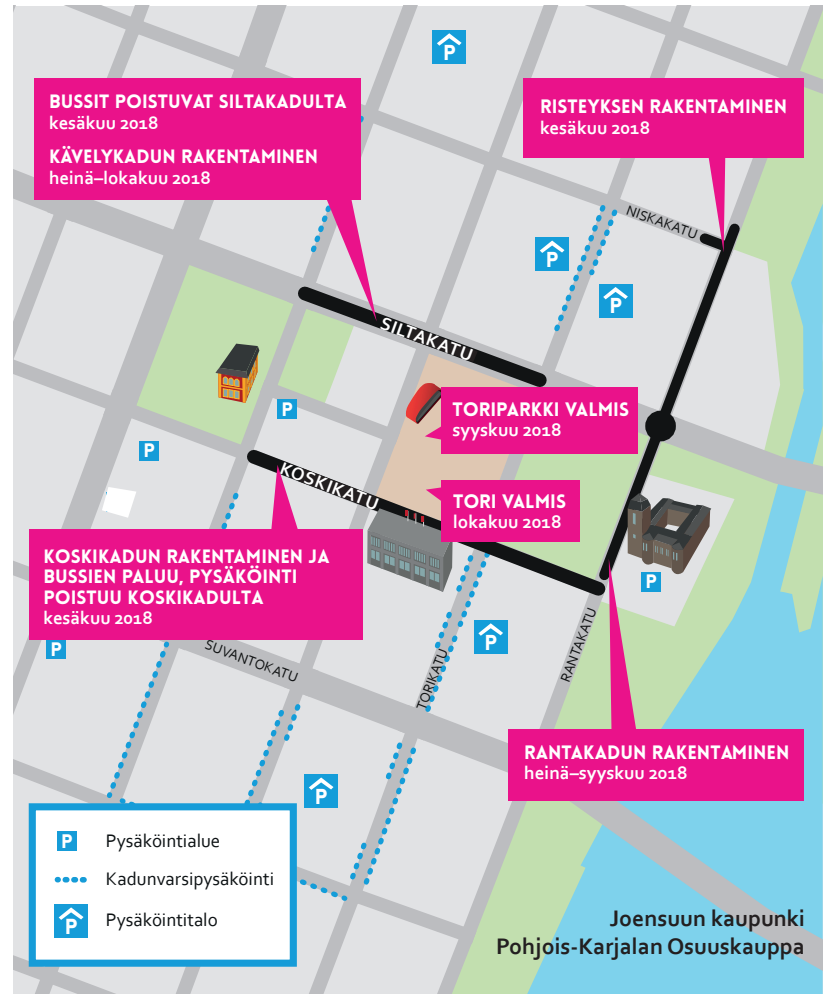 P
BUSSIT POISTUVAT SILTAKADULTA
kesäkuu 2018
KÄVELYKADUN RAKENTAMINEN
heinä–lokakuu 2018
RISTEYKSEN RAKENTAMINEN
kesäkuu 2018
NISKAKATU
P
P
SILTAKATU
P
TORIPARKKI VALMIS
syyskuu 2018
P
KOSKIKATU
TORI VALMIS
lokakuu 2018
KOSKIKADUN RAKENTAMINEN JA
BUSSIEN PALUU, PYSÄKÖINTI
POISTUU KOSKIKADULTA
kesäkuu 2018
P
P
P
SUVANTOKATU
TORIKATU
RANTAKATU
RANTAKADUN RAKENTAMINEN
heinä–syyskuu 2018
P
P Pysäköintialue
Kadunvarsipysäköinti
P Pysäköintitalo
Joensuun kaupunki
Pohjois-Karjalan Osuuskauppa